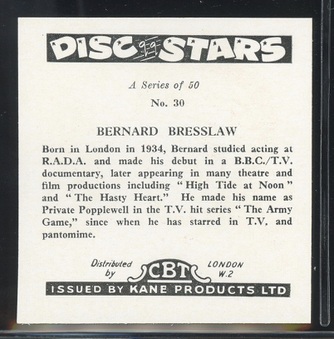 DISC STARS
A Series of 50
No. 30
BERNARD BRESSLAW
Born in London in 1934, Bernard studied acting at
R.A.D.A. and made his debut in a B.B.C./T.V.
documentary, later appearing in many theatre and
film productions including " High Tide at Noon "
and " The Hasty Heart." He made his name as
Private Popplewell in the T.V. hit series " The Army
Game," since when he has starred in T.V. and
pantomime.
Distributed by CBT LONDON W.2
ISSUED BY KANE PRODUCTS LTD